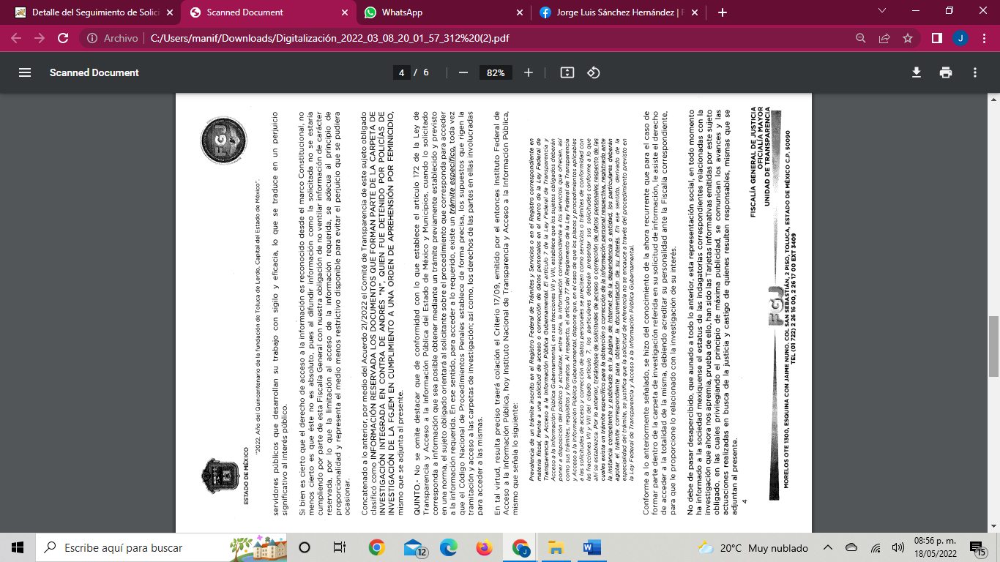 Detalle del Seguimiento de Solici
Scanned Document
WhatsApp
Jorge Luis Sánchez Hernández | F
Archivo
C:/Users/manif/Downloads/Digitalización_2022_03_08_20_01_57_312%20(2).pdf
J
Scanned Document
4 / 6
82%
FGJ
ESTADO DE MÉXICO
"2022. Año del Quincentenario de la fundación de Toluca de Lerdo, Capital del Estado de México".
servidores públicos que desarrollan su trabajo con sigilo y eficacia, lo que se traduce en un perjuicio
significativo al interés público.
Si bien es cierto que el derecho de acceso a la información es reconocido desde el marco Constitucional, no
menos cierto es que éste no es absoluto, pues al difundir información como la solicitada no se estaría
cumpliendo por parte de esta Fiscalía General con nuestra obligación de no ventilar información de carácter
reservada, por lo que la limitación al acceso de la información requerida, se adecua al principio de
proporcionalidad y representa el medio menos restrictivo disponible para evitar el perjuicio que se pudiera
ocasionar.
Concatenado a lo anterior, por medio del Acuerdo 21/2022 el Comité de Transparencia de este sujeto obligado
clasificó como INFORMACIÓN RESERVADA LOS DOCUMENTOS QUE FORMAN PARTE DE LA CARPETA DE
INVESTIGACIÓN INTEGRADA EN CONTRA DE ANDRÉS "N", QUIEN FUE DETENIDO POR POLICÍAS DE
INVESTIGACIÓN DE LA FGJEM EN CUMPLIMIENTO A UNA ORDEN DE APREHENSIÓN POR FEMINICIDIO,
mismo que se adjunta al presente.
QUINTO.- No se omite destacar que de conformidad con lo que establece el artículo 172 de la Ley de
Transparencia y Acceso a la Información Pública del Estado de México y Municipios, cuando lo solicitado
corresponda a información que sea posible obtener mediante un trámite previamente establecido y previsto
en una norma, el sujeto obligado orientará al solicitante sobre el procedimiento que corresponda para acceder
a la información requerida. En ese sentido, para acceder a lo requerido, existe un trámite específico, toda vez
que el Código Nacional de Procedimientos Penales establece de forma precisa, los supuestos que rigen la
tramitación y acceso a las carpetas de investigación; así como, los derechos de las partes en ellas involucradas
para acceder a las mismas.
En tal virtud, resulta preciso traerá colación el Criterio 17/09, emitido por el entonces Instituto Federal de
Acceso a la Información Pública, hoy Instituto Nacional de Transparencia y Acceso a la Información Pública,
mismo que señala lo siguiente:
Prevalencia de un trámite inscrito en el Registro Federal de Trámites y Servicios o en el Registro correspondiente en
materia fiscal, frente a una solicitud de acceso o corrección de datos personales en el marco de la Ley Federal de
Transparencia y Acceso a la Información Pública Gubernamental. El artículo 7 de la Ley Federal de Transparencia y
Acceso a la Información Pública Gubernamental, en sus fracciones VII y VIII, establece que los sujetos obligados deberán
poner a disposición del público y actualizar, entre otra, la información correspondiente a los servicios que ofrecen así
como sus trámites, requisitos y formatos. Al respecto, el artículo 77 del Reglamento de la Ley Federal de Transparencia
y Acceso a la Información Pública Gubernamental, dispone que, en el caso de que los plazos y procedimientos aplicables
a las solicitudes de acceso y corrección de datos personales se precisen como servicios o trámites de conformidad con
las fracciones VII y VIII del citado artículo 7, los particulares deberán presentar sus solicitudes conforme a lo que
ahí se establezca. Por lo anterior, tratándose de solicitudes de acceso o corrección de datos personales respecto de las
cuales exista un trámite específico para la obtención o corrección de la información personal respectiva, registrado ante
la instancia competente y publicado en la página de Internet de la dependencia o entidad, los particulares deberán
agotar el trámite correspondiente para obtener la documentación de su interés. En ese sentido, derivado de la
especialidad del trámite, se justifica que la solicitud de referencia no se encauce a través del procedimiento previsto en
la Ley Federal de Transparencia y Acceso a la Información Pública Gubernamental.
Conforme a lo anteriormente señalado, se hizo del conocimiento de la ahora recurrente que para el caso de
formar parte dentro de la carpeta de investigación referida en su solicitud de información, le asiste el derecho
de acceder a la totalidad de la misma, debiendo acreditar su personalidad ante la Fiscalía correspondiente,
para que le proporcione lo relacionado con la investigación de su interés.
No debe de pasar desapercibido, que aunado a todo lo anterior, esta representación social, en todo momento
ha informado a la sociedad mexiquense el estatus de las indagatorias correspondientes relacionadas con la
investigación que ahora nos apremia, prueba de ello, han sido las Tarjetas Informativas emitidas por este sujeto
obligado, en las cuales privilegiando el principio de máxima publicidad, se comunican los avances y las
actuaciones realizadas en busca de la justicia y castigo de quienes resulten responsables, mismas que se
adjuntan al presente.
4
FISCALÍA GENERAL DE JUSTICIA
OFICIALÍA MAYOR
UNIDAD DE TRANSPARENCIA
FGJ
MORELOS OTE 1300, ESQUINA CON JAIME NUNO. COL SAN SEBASTIÁN, 2 PISO, TOLUCA, ESTADO DE MÉXICO C.P. 50090
TEL (01 722) 2 26 16 00, 2 26 17 00 EXT 3409
Escribe aquí para buscar
12
J
20°C Muy nublado
08:56 p. m.
18/05/2022
15